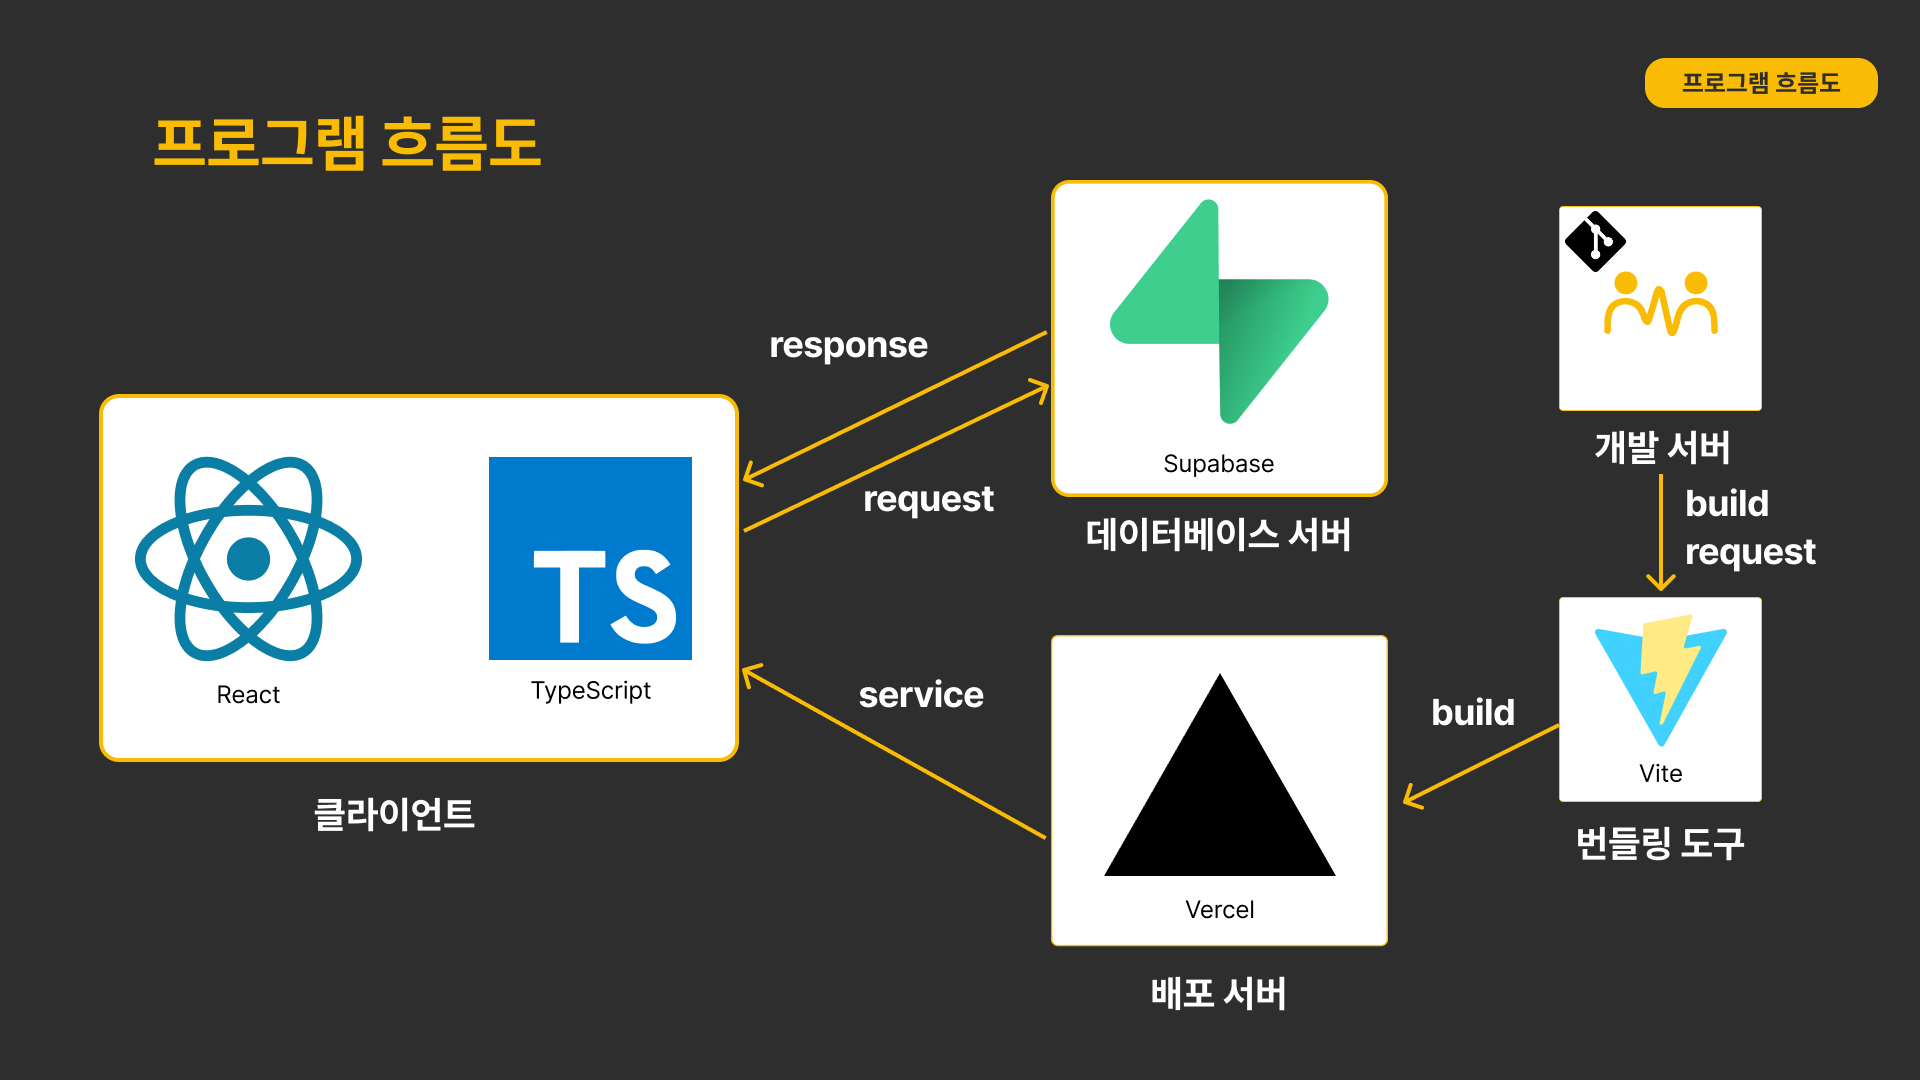 프로그램 흐름도
프로그램 흐름도
response
request
Supabase
데이터베이스 서버
개발 서버
build
request
TS
React
TypeScript
클라이언트
service
build
Vercel
배포 서버
Vite
번들링 도구